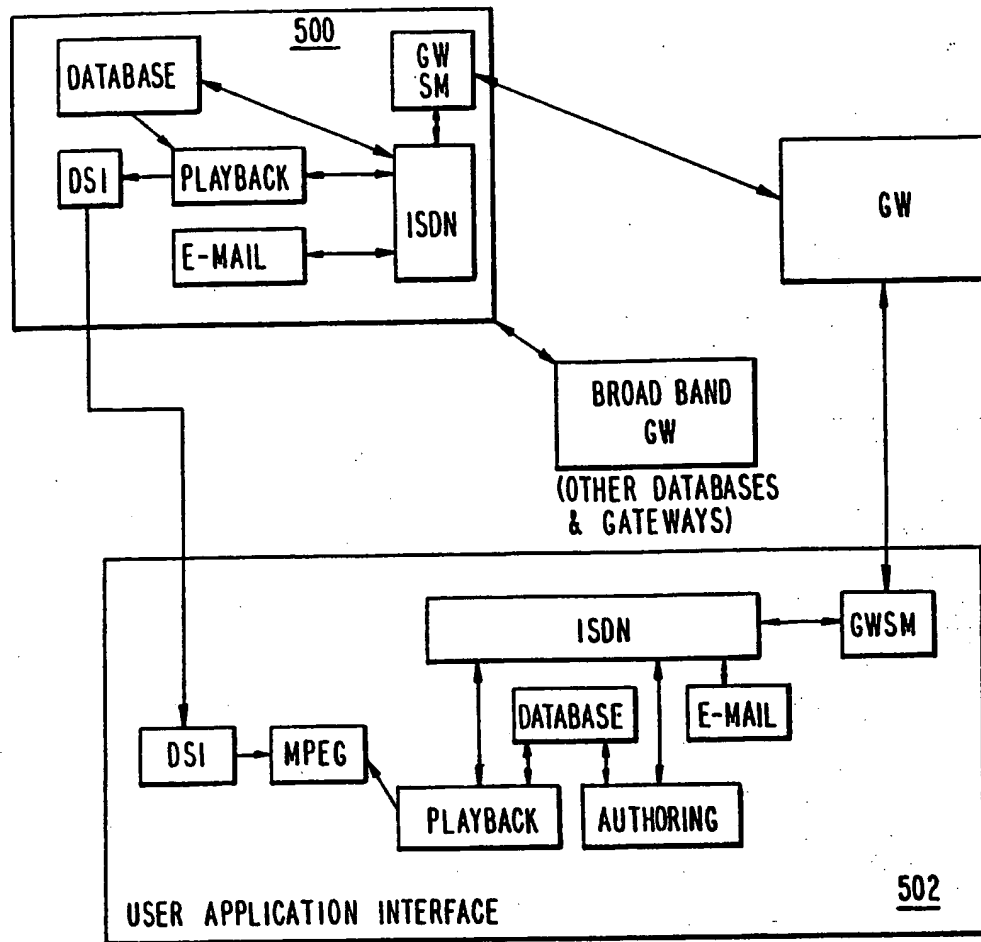 500
DATABASE
GW
SM
DSI
PLAYBACK
ISDN
E-MAIL
GW
BROAD BAND
GW
(OTHER DATABASES
& GATEWAYS)
ISDN
GWSM
DATABASE
E-MAIL
DSI
MPEG
PLAYBACK
AUTHORING
USER APPLICATION INTERFACE
502